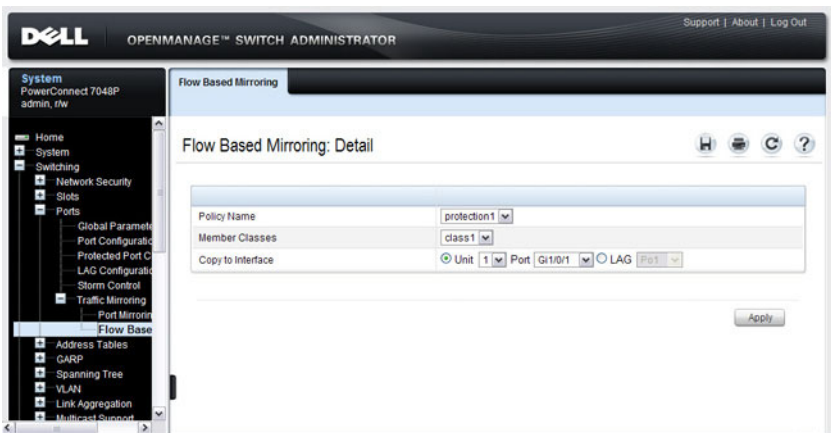 Support | About | Log Out
DELL OPENMANAGE™ SWITCH ADMINISTRATOR
System
PowerConnect 7048P
admin, r/w
Flow Based Mirroring
Home
System
Switching
Network Security
Slots
Ports
Global Paramete
Port Configuratio
Protected Port C
LAG Configuratio
Storm Control
Traffic Mirroring
Port Mirrorin
Flow Base
Address Tables
GARP
Spanning Tree
VLAN
Link Aggregation
Multicast Support
Flow Based Mirroring: Detail
Policy Name protection1
Member Classes class1
Copy to Interface Unit 1 Port Gi1/0/1 LAG Po1
Apply